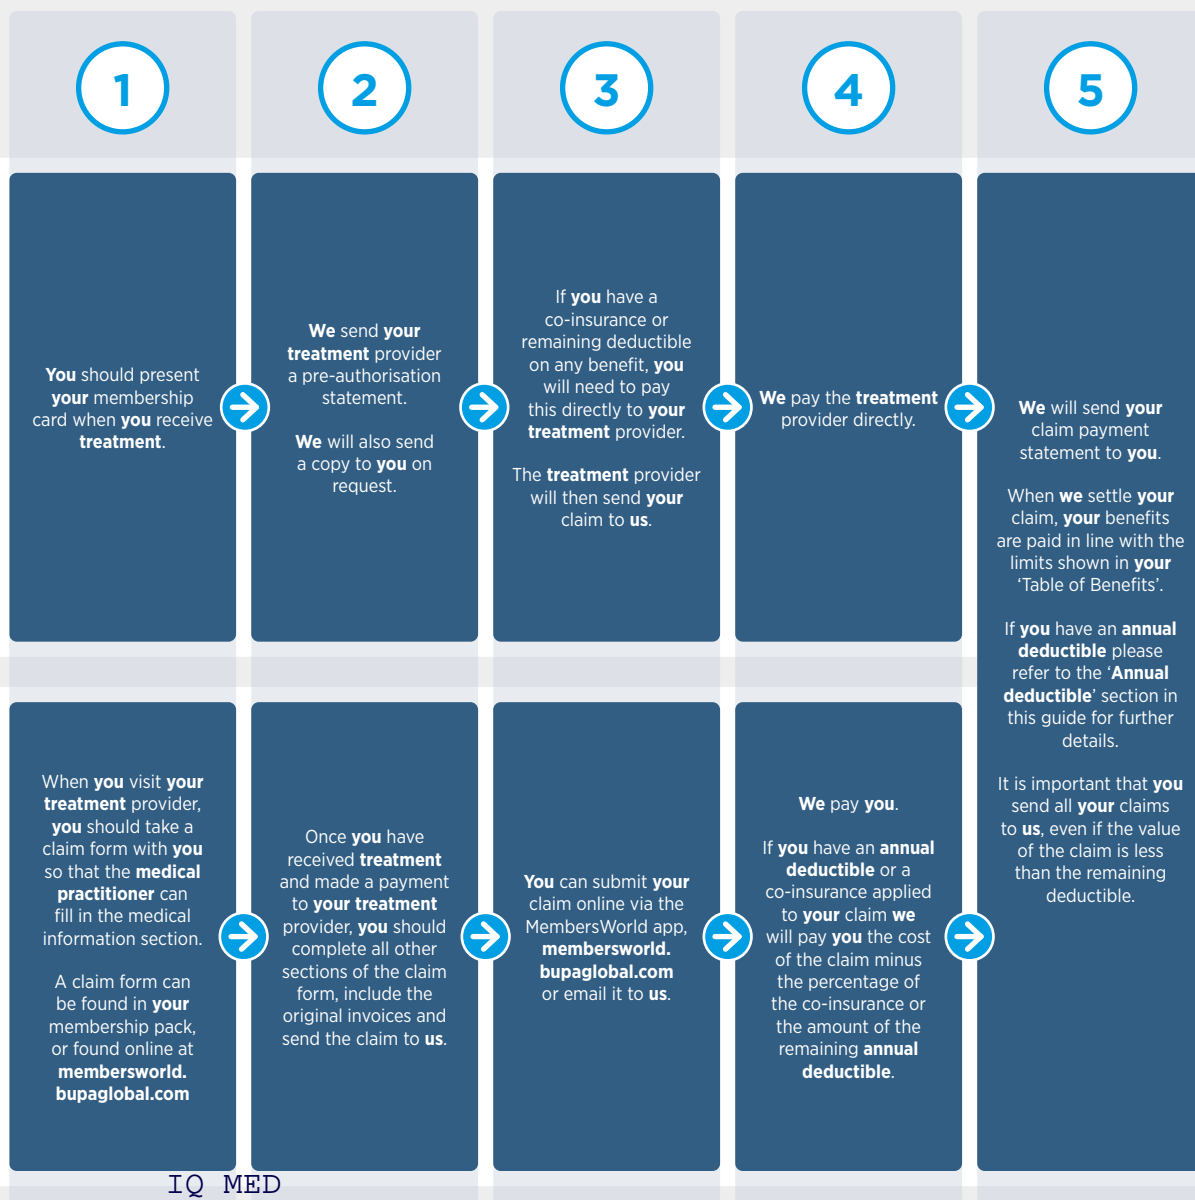 1
2
3
4
5
You should present
your membership
card when you receive
treatment.
We send your
treatment provider
a pre-authorisation
statement.
We will also send
a copy to you on
request.
If you have a
co-insurance or
remaining deductible
on any benefit, you
will need to pay
this directly to your
treatment provider.
The treatment provider
will then send your
claim to us.
We pay the treatment
provider directly.
We will send your
claim payment
statement to you.
When we settle your
claim, your benefits
are paid in line with the
limits shown in your
‘Table of Benefits’.
If you have an annual
deductible please
refer to the ‘Annual
deductible’ section in
this guide for further
details.
It is important that you
send all your claims
to us, even if the value
of the claim is less
than the remaining
deductible.
When you visit your
treatment provider,
you should take a
claim form with you
so that the medical
practitioner can
fill in the medical
information section.
A claim form can
be found in your
membership pack,
or found online at
membersworld.
bupaglobal.com
Once you have
received treatment
and made a payment
to your treatment
provider, you should
complete all other
sections of the claim
form, include the
original invoices and
send the claim to us.
You can submit your
claim online via the
MembersWorld app,
membersworld.
bupaglobal.com
or email it to us.
We pay you.
If you have an annual
deductible or a
co-insurance applied
to your claim we
will pay you the cost
of the claim minus
the percentage of
the co-insurance or
the amount of the
remaining annual
deductible.
IQ MED